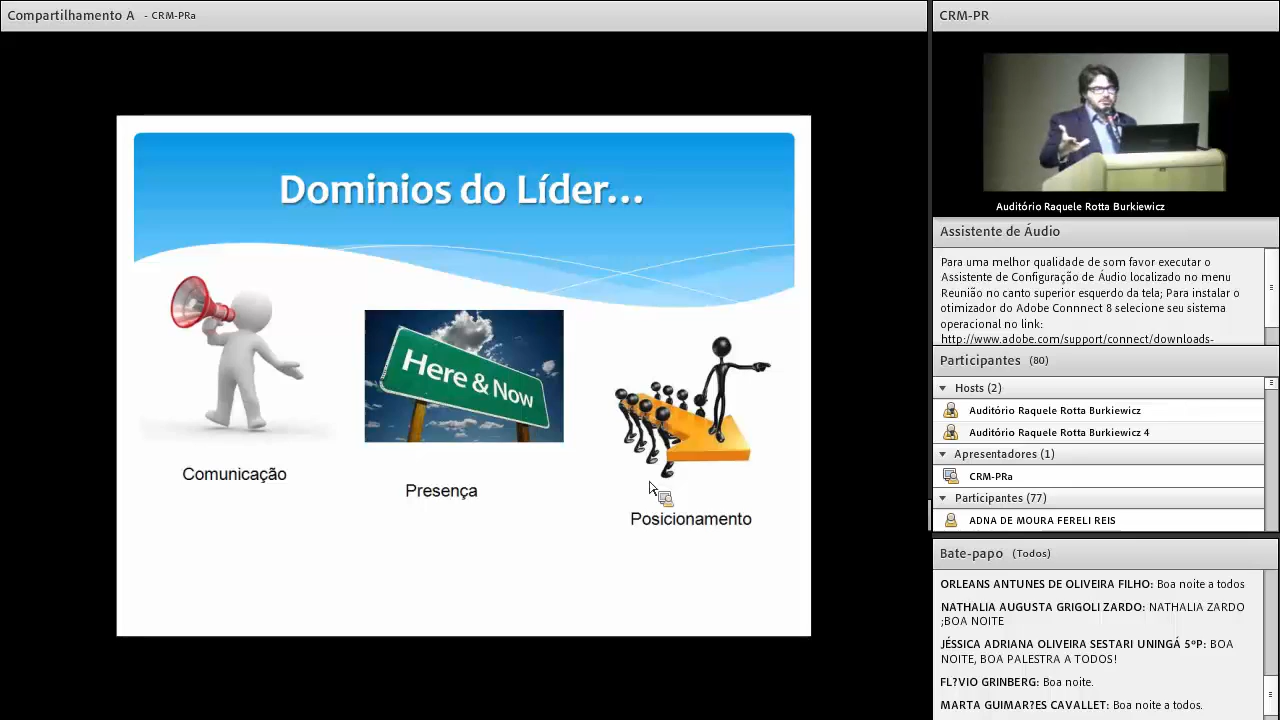 Compartilhamento A - CRM-PRa
Dominios do Líder...
Here & Now
Comunicação
Presença
Posicionamento
CRM-PR
Auditório Raquele Rotta Burkiewicz
Assistente de Áudio
Para uma melhor qualidade de som favor executar o
Assistente de Configuração de Áudio localizado no menu
Reunião no canto superior esquerdo da tela; Para instalar o
otimizador do Adobe Connnect 8 selecione seu sistema
operacional no link:
http://www.adobe.com/support/connect/downloads-
Participantes (80)
Hosts (2)
Auditório Raquele Rotta Burkiewicz
Auditório Raquele Rotta Burkiewicz 4
Apresentadores (1)
CRM-PRa
Participantes (77)
ADNA DE MOURA FERELI REIS
Bate-papo (Todos)
ORLEANS ANTUNES DE OLIVEIRA FILHO: Boa noite a todos
NATHALIA AUGUSTA GRIGOLI ZARDO: NATHALIA ZARDO
;BOA NOITE
JÉSSICA ADRIANA OLIVEIRA SESTARI UNINGÁ 5ºP: BOA
NOITE, BOA PALESTRA A TODOS!
FL?VIO GRINBERG: Boa noite.
MARTA GUIMAR?ES CAVALLET: Boa noite a todos.